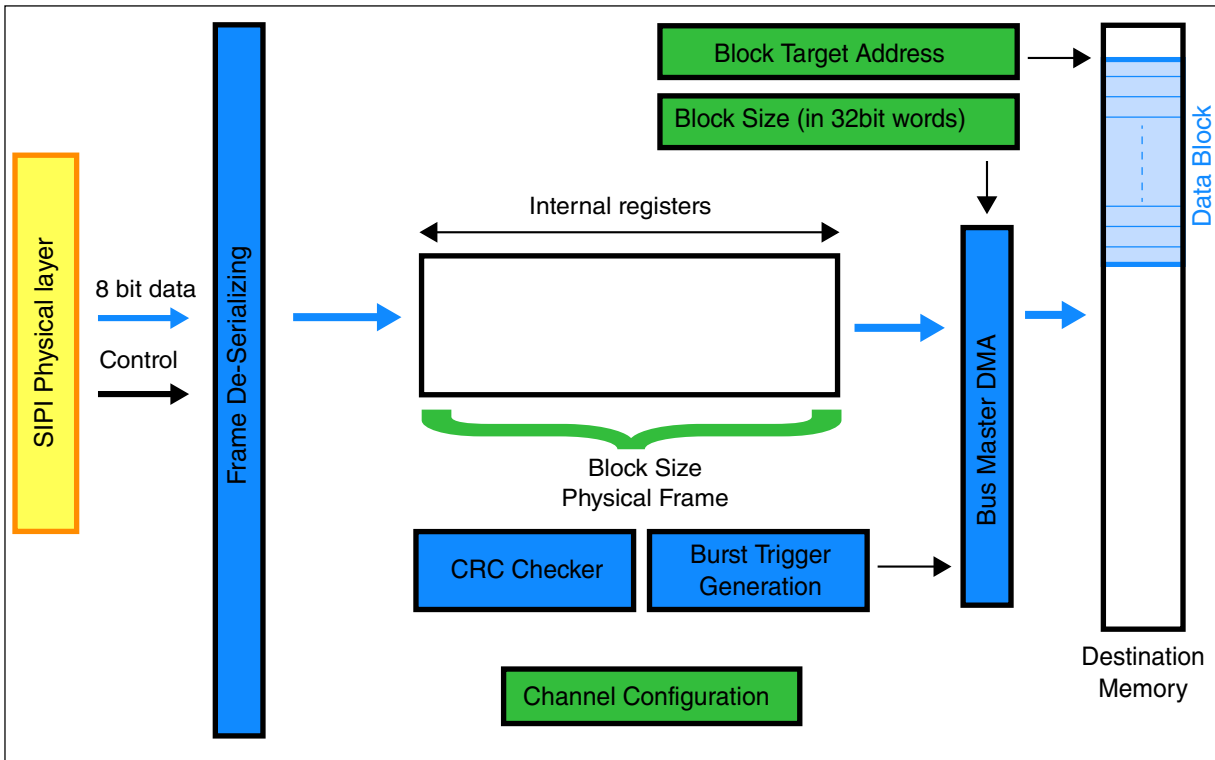 Block Target Address
Block Size (in 32bit words)
Data Block
SIPI Physical layer
8 bit data
Control
Frame De-Serializing
Internal registers
Block Size
Physical Frame
Bus Master DMA
CRC Checker
Burst Trigger
Generation
Channel Configuration
Destination
Memory